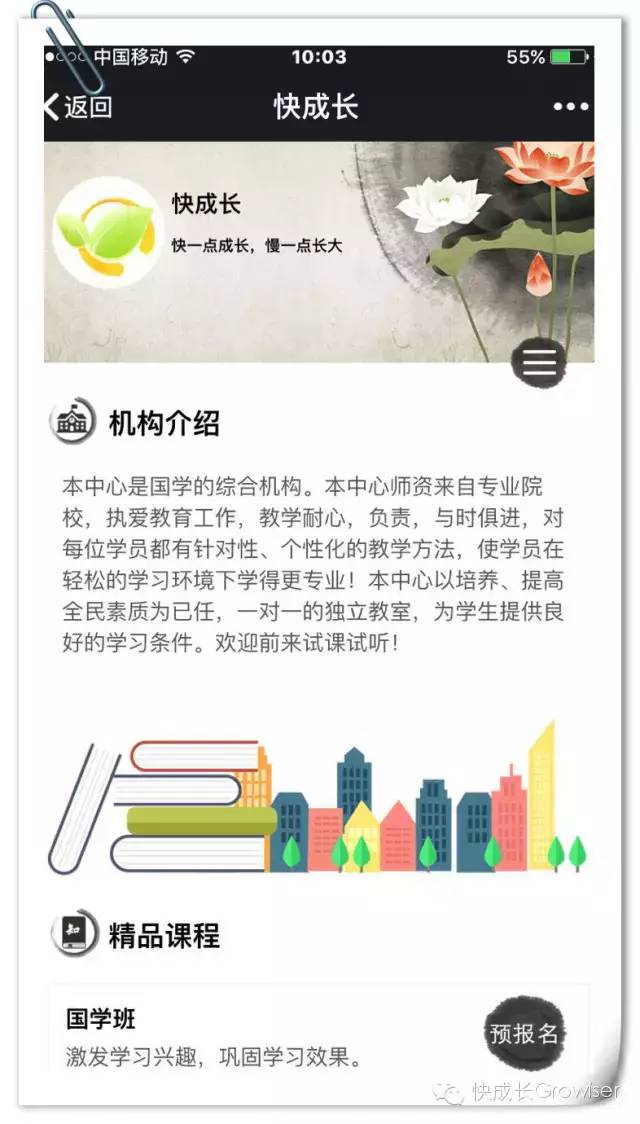 中国移动
10:03
55%
返回
快成长
快成长
快一点成长，慢一点长大
机构介绍
本中心是国学的综合机构。本中心师资来自专业院
校，执爱教育工作，教学耐心，负责，与时俱进，对
每位学员都有针对性、个性化的教学方法，使学员在
轻松的学习环境下学得更专业！本中心以培养、提高
全民素质为已任，一对一的独立教室，为学生提供良
好的学习条件。欢迎前来试课试听！
知
精品课程
国学班
预报名
激发学习兴趣，巩固学习效果。
快成长Growiser